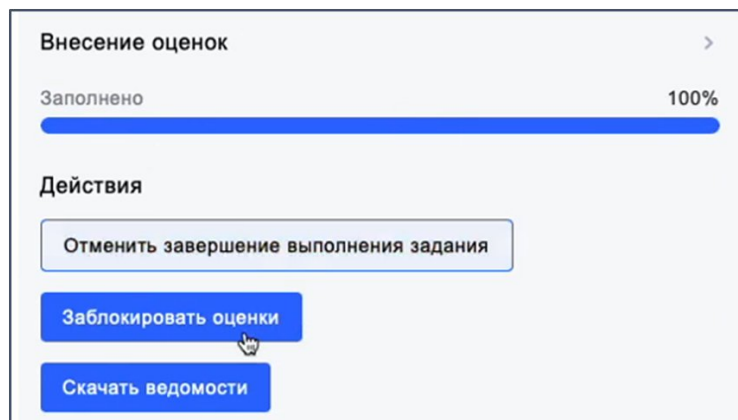 Внесение оценок
Заполнено 100%
Действия
Отменить завершение выполнения задания
Заблокировать оценки
Скачать ведомости